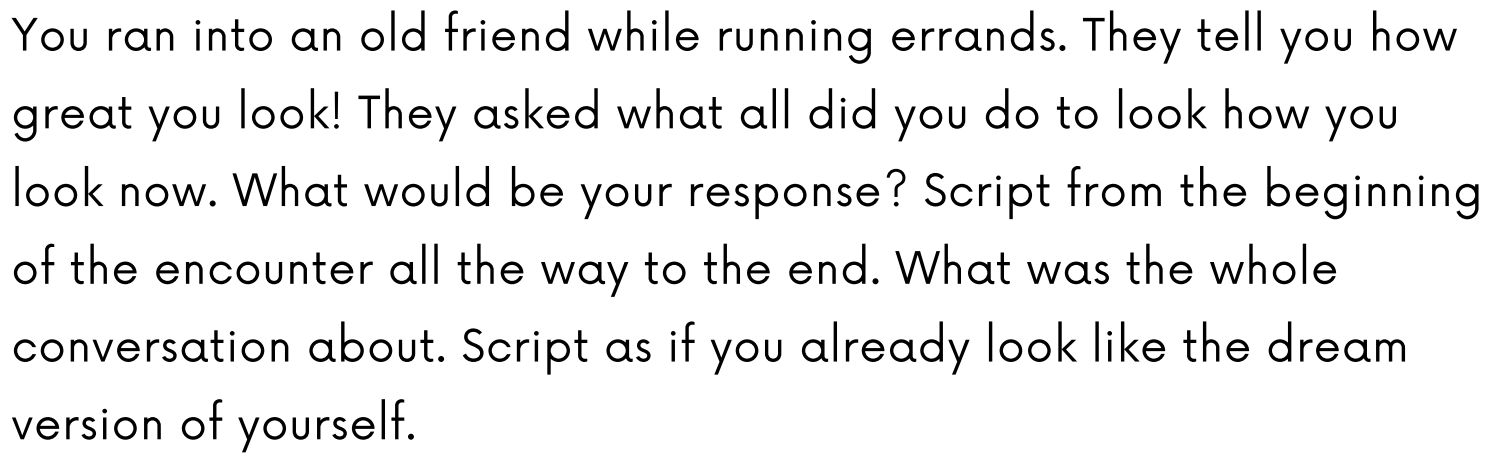 You ran into an old friend while running errands. They tell you how
great you look! They asked what all did you do to look how you
look now. What would be your response? Script from the beginning
of the encounter all the way to the end. What was the whole
conversation about. Script as if you already look like the dream
version of yourself.